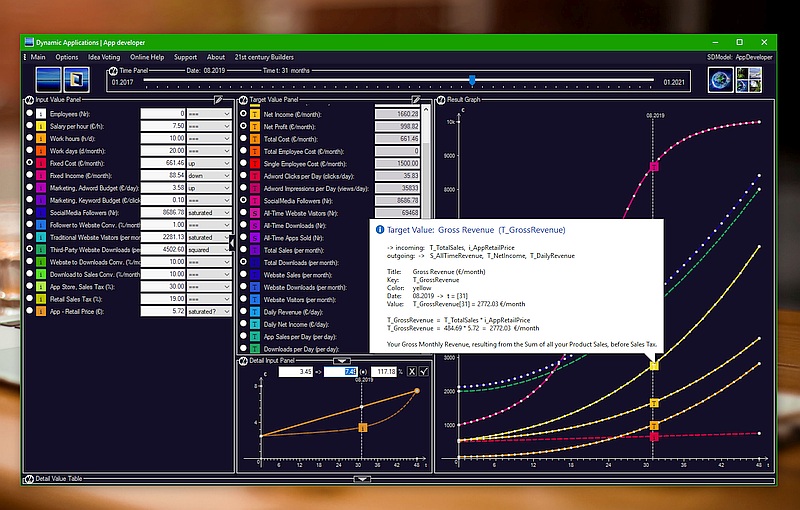 Dynamic Applications | App developer
Main Options Idea Voting Online Help Support About 21st century Builders
SDModel: AppDeveloper
Time Panel Date: 08.2019 Time t: 31 months
01.2017 01.2021
Input Value Panel
Employees (Nr): 0 ===
Salary per hour (€/h): 7.50 ===
Work hours (h/d): 10.00 ===
Work days (d/month): 20.00 ===
Fixed Cost (€/month): 661.46 up
Fixed Income (€/month): 88.54 down
Marketing, Adword Budget (€/day): 3.58 up
Marketing, Keyword Budget (€/click): 0.10 ===
SocialMedia Followers (Nr): 8686.78 saturated
Follower to Website Conv. (%/month): 1.00 ===
Traditional Website Visitors (per month): 2281.13 saturated
Third-Party Website Downloads (per month): 4502.60 squared
Website to Downloads Conv. (%/month): 10.00 ===
Download to Sales Conv. (%/month): 10.00 ===
App Store, Sales Tax (%): 30.00 ===
Retail Sales Tax (%): 19.00 ===
App - Retail Price (€): 5.72 saturated?
Target Value Panel
Net Income (€/month): 1660.28
Net Profit (€/month): 998.82
Total Cost (€/month): 661.46
Total Employee Cost (€/month): 0
Single Employee Cost (€/month): 1500.00
Adword Clicks per Day (clicks/day): 35.83
Adword Impressions per Day (views/day): 35833
SocialMedia Followers (Nr): 8686.78
All-Time Website Visitors (Nr): 69468
All-Time Downloads (Nr):
All-Time Apps Sold (Nr):
Total Sales (per month):
Total Downloads (per month):
Website Sales (per month):
Website Downloads (per month):
Website Visitors (per month):
Daily Revenue (€/day):
Daily Net Income (€/day):
App Sales per Day (per day):
Downloads per Day (per day):
Detail Input Panel
3.45 => 7.49 (•) 117.18 % X
08.2019
€
8
4
0 6 12 18 24 31 36 42 48 t
Result Graph
08.2019
€
10k
9000
8000
3000
2000
1000
0 6 12 18 24 31 36 42 48 t
Target Value: Gross Revenue (T_GrossRevenue)
-> incoming: T_TotalSales, i_AppRetailPrice
outgoing: -> S_AllTimeRevenue, T_NetIncome, T_DailyRevenue
Title: Gross Revenue (€/month)
Key: T_GrossRevenue
Color: yellow
Date: 08.2019 -> t = [31]
Value: T_GrossRevenue[31] = 2772.03 €/month
T_GrossRevenue = T_TotalSales * i_AppRetailPrice
T_GrossRevenue = 484.69 * 5.72 = 2772.03 €/month
Your Gross Monthly Revenue, resulting from the Sum of all your Product Sales, before Sales Tax.
Detail Value Table